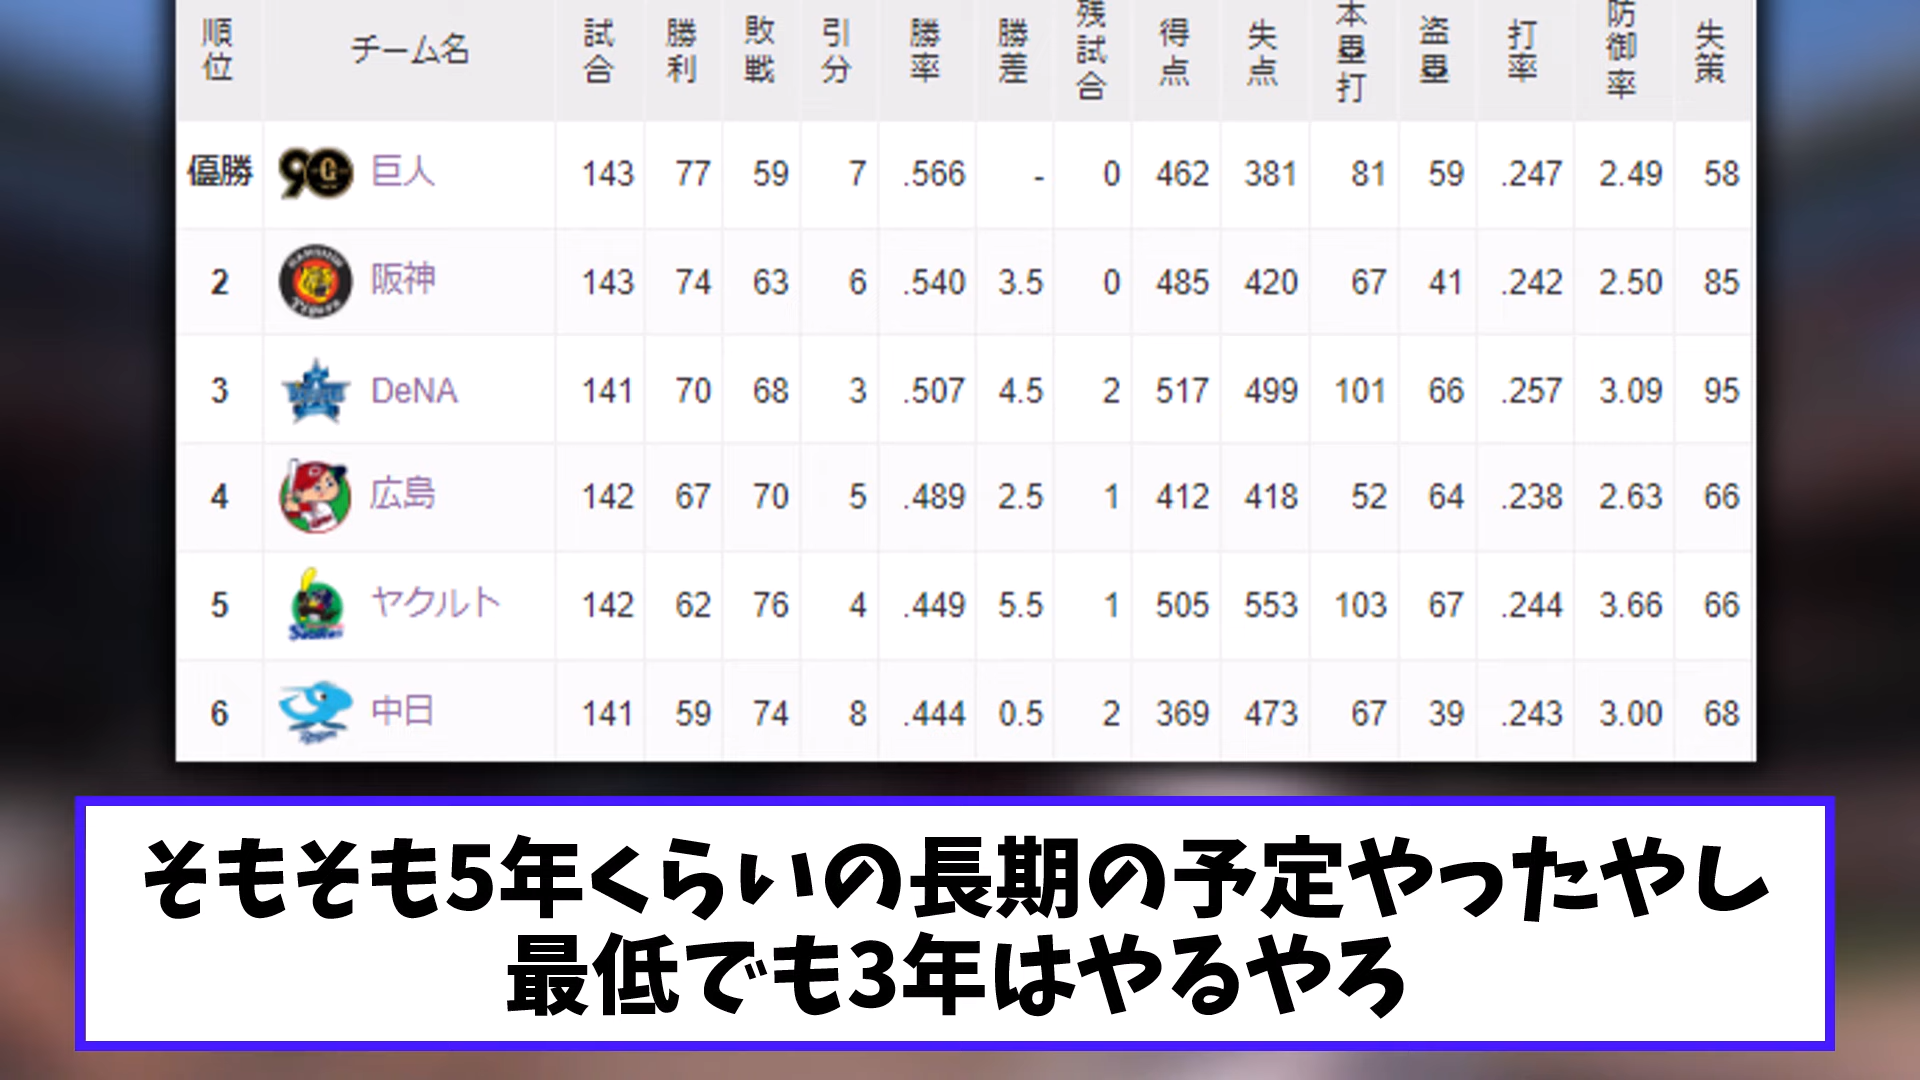 順位 チーム名 試合 勝利 敗戦 引分 勝率 勝差 残試合 得点 失点 本塁打 盗塁 打率 防御率 失策
優勝 巨人 143 77 59 7 .566 - 0 462 381 81 59 .247 2.49 58
2 阪神 143 74 63 6 .540 3.5 0 485 420 67 41 .242 2.50 85
3 DeNA 141 70 68 3 .507 4.5 2 517 499 101 66 .257 3.09 95
4 広島 142 67 70 5 .489 2.5 1 412 418 52 64 .238 2.63 66
5 ヤクルト 142 62 76 4 .449 5.5 1 505 553 103 67 .244 3.66 66
6 中日 141 59 74 8 .444 0.5 2 369 473 67 39 .243 3.00 68
そもそも5年くらいの長期の予定やったやし
最低でも3年はやるやろ